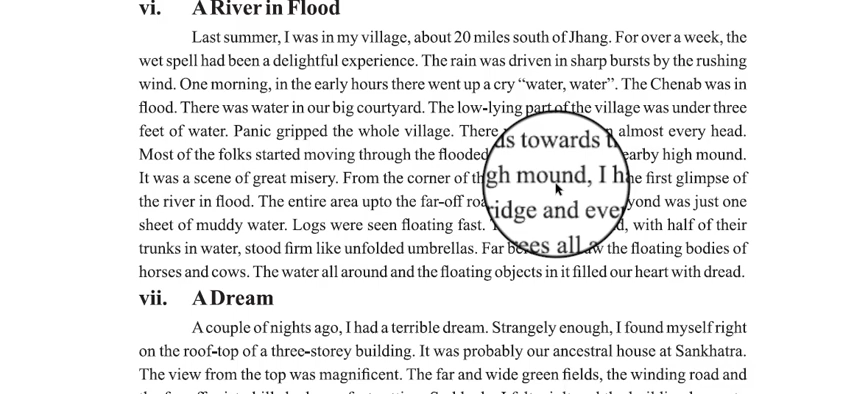 vi. A River in Flood
Last summer, I was in my village, about 20 miles south of Jhang. For over a week, the
wet spell had been a delightful experience. The rain was driven in sharp bursts by the rushing
wind. One morning, in the early hours there went up a cry “water, water”. The Chenab was in
flood. There was water in our big courtyard. The low-lying part of the village was under three
feet of water. Panic gripped the whole village. There ds towards almost every head.
Most of the folks started moving through the flooded nearby high mound.
It was a scene of great misery. From the corner of gh mound, I the first glimpse of
the river in flood. The entire area upto the far-off ridge and beyond was just one
sheet of muddy water. Logs were seen floating fast. with half of their
trunks in water, stood firm like unfolded umbrellas. Far all the floating bodies of
horses and cows. The water all around and the floating objects in it filled our heart with dread.
vii. A Dream
A couple of nights ago, I had a terrible dream. Strangely enough, I found myself right
on the roof-top of a three-storey building. It was probably our ancestral house at Sankhatra.
The view from the top was magnificent. The far and wide green fields, the winding road and